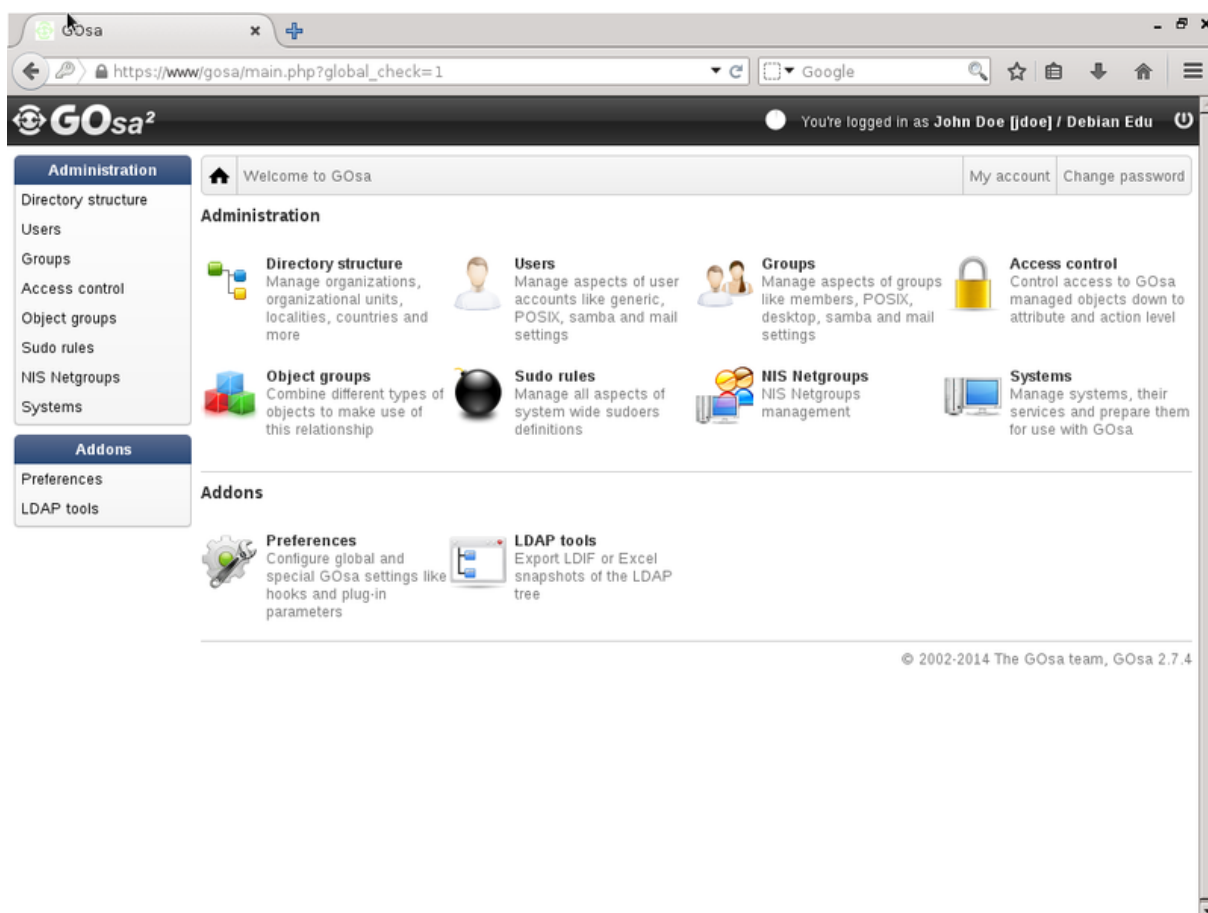 GOsa
https://www/gosa/main.php?global_check=1
Google
GOsa²
You're logged in as John Doe [jdoe] / Debian Edu
Administration
Directory structure
Users
Groups
Access control
Object groups
Sudo rules
NIS Netgroups
Systems
Addons
Preferences
LDAP tools
Welcome to GOsa
My account
Change password
Administration
Directory structure
Manage organizations,
organizational units,
localities, countries and
more
Users
Manage aspects of user
accounts like generic,
POSIX, samba and mail
settings
Groups
Manage aspects of groups
like members, POSIX,
desktop, samba and mail
settings
Access control
Control access to GOsa
managed objects down to
attribute and action level
Object groups
Combine different types of
objects to make use of
this relationship
Sudo rules
Manage all aspects of
system wide sudoers
definitions
NIS Netgroups
NIS Netgroups
management
Systems
Manage systems, their
services and prepare them
for use with GOsa
Addons
Preferences
Configure global and
special GOsa settings like
hooks and plug-in
parameters
LDAP tools
Export LDIF or Excel
snapshots of the LDAP
tree
© 2002-2014 The GOsa team, GOsa 2.7.4